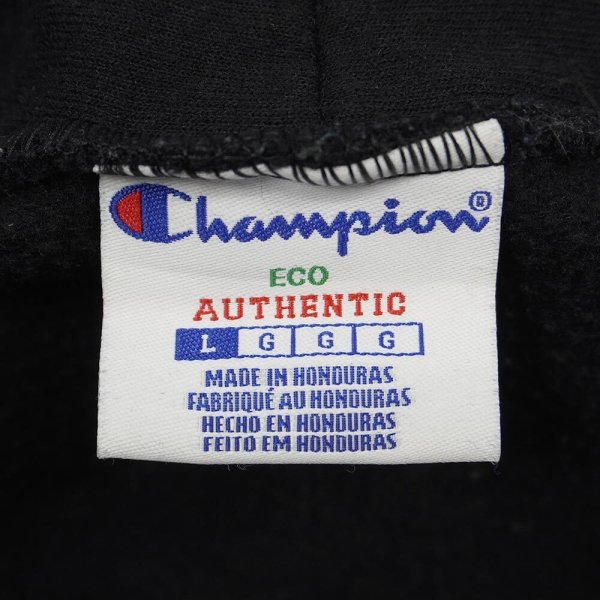 Champion®
ECO
AUTHENTIC
L G G G
MADE IN HONDURAS
FABRIQUÉ AU HONDURAS
HECHO EN HONDURAS
FEITO EM HONDURAS